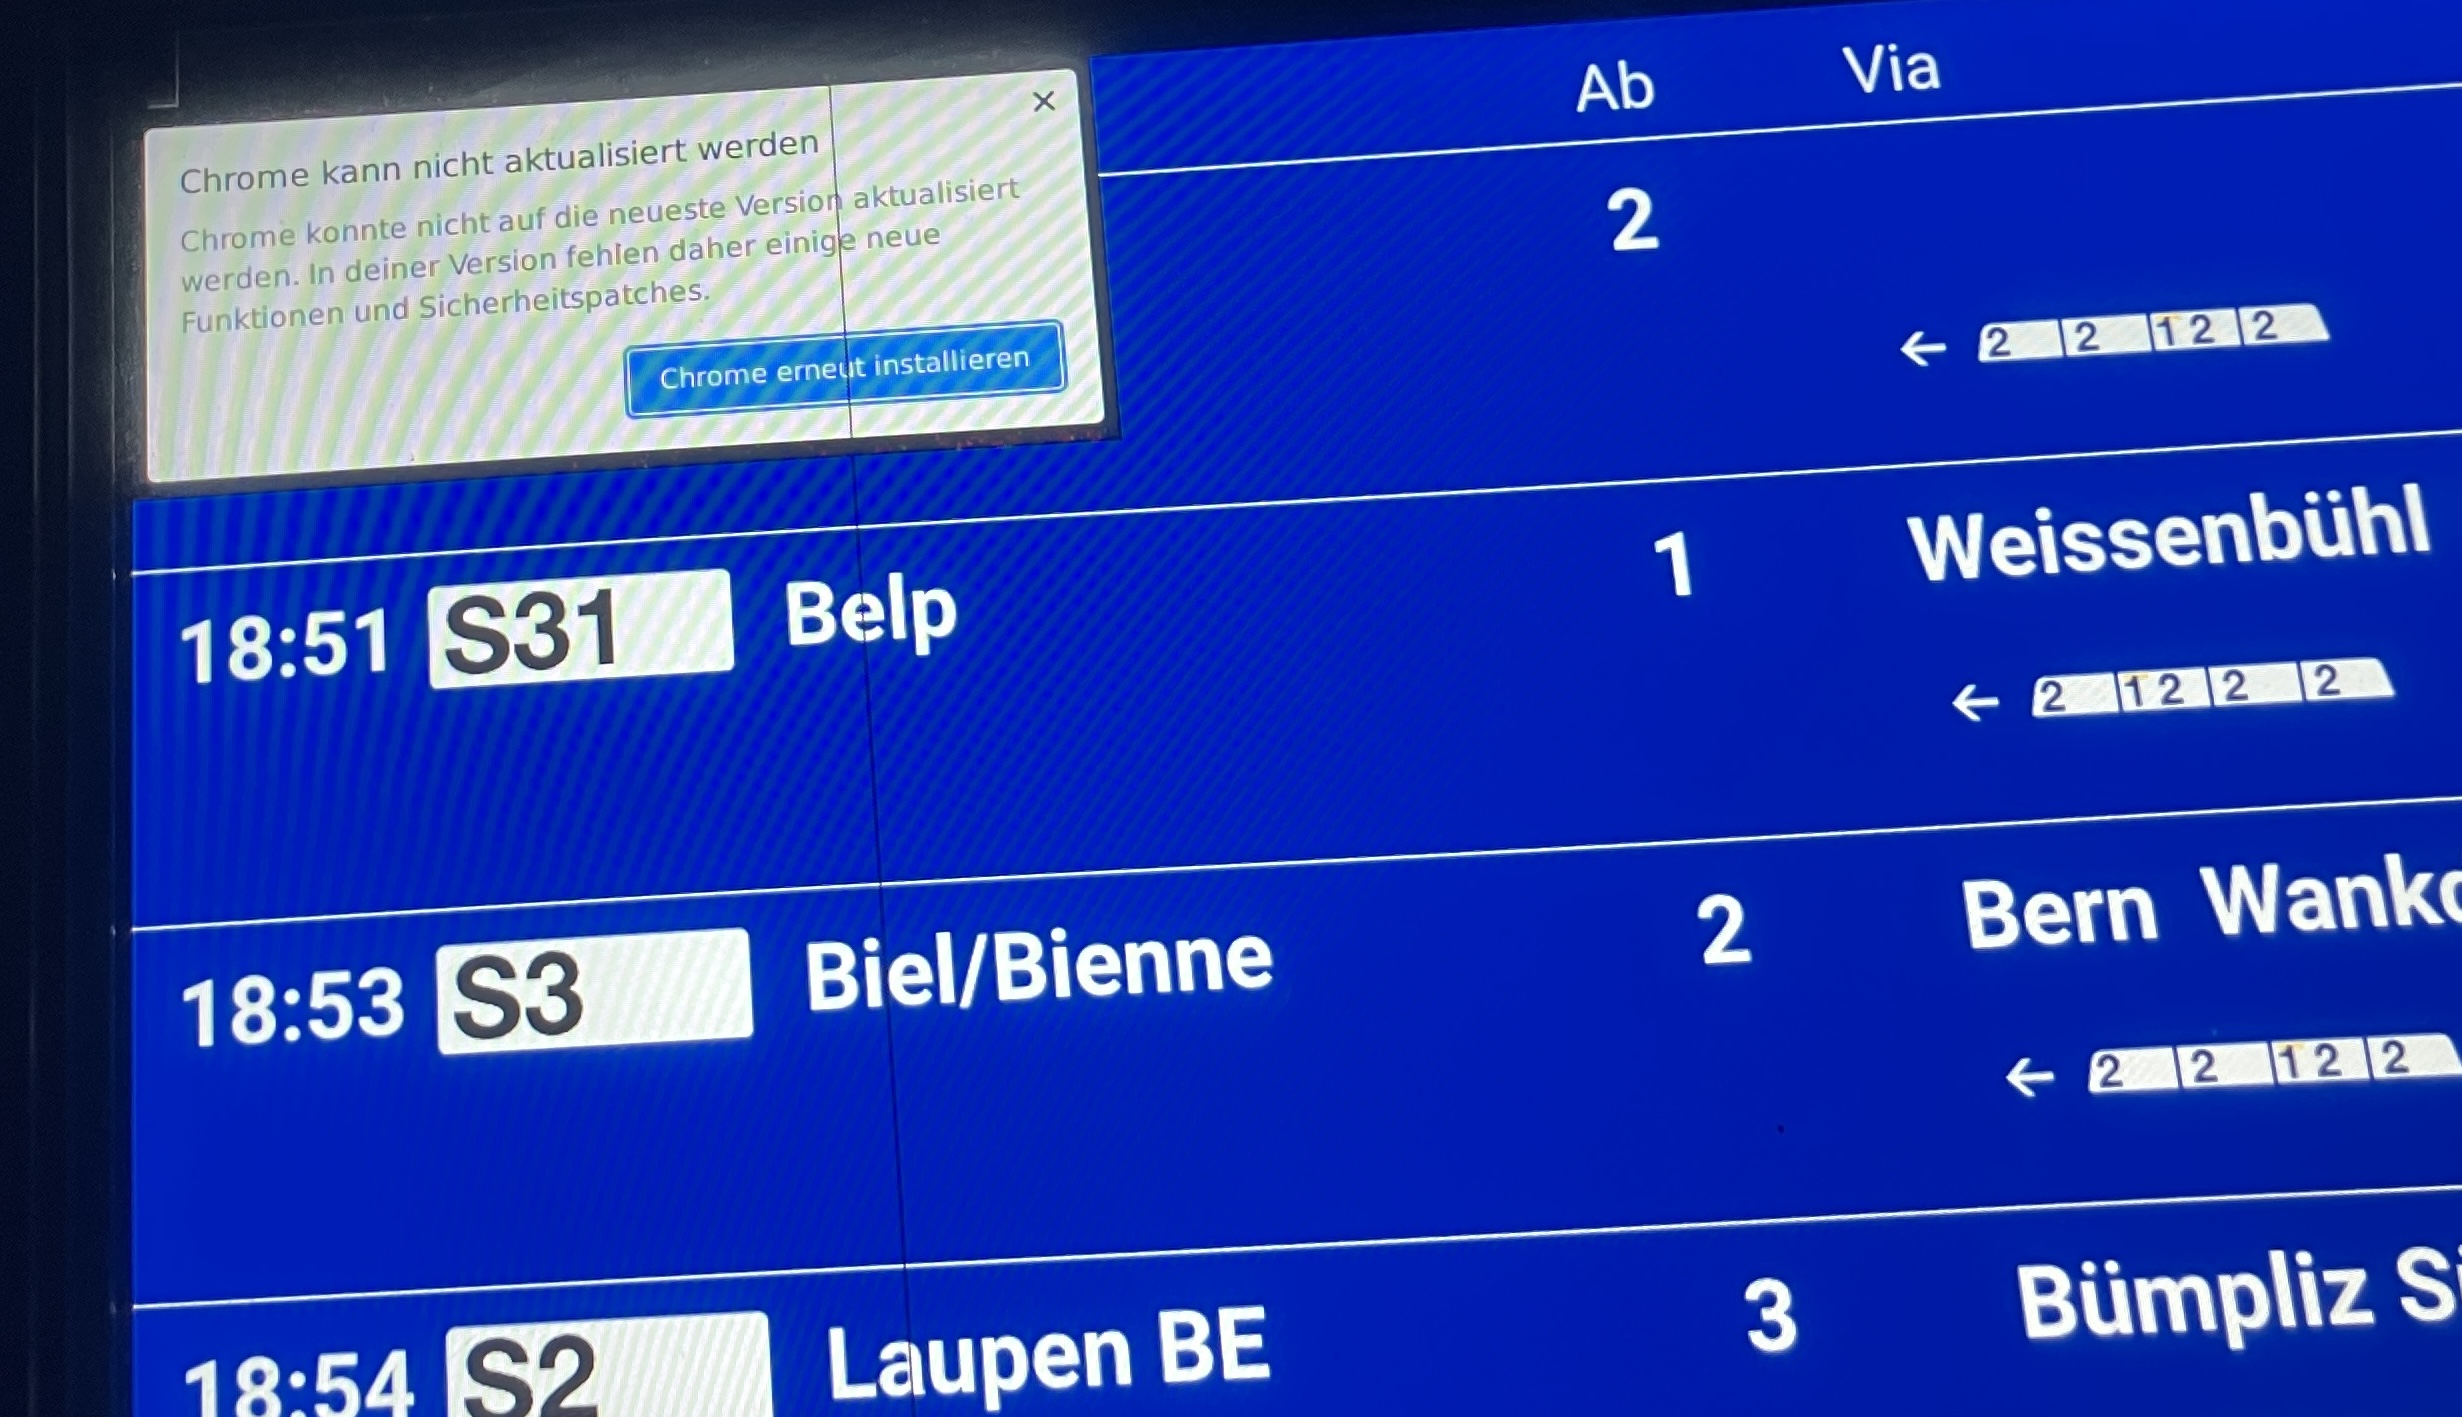 Chrome kann nicht aktualisiert werden
Chrome konnte nicht auf die neueste Version aktualisiert
werden. In deiner Version fehlen daher einige neue
Funktionen und Sicherheitspatches.
Chrome erneut installieren
Ab Via
2
2 2 1 2 2
18:51 S31 Belp 1 Weissenbühl
2 1 2 2 2
18:53 S3 Biel/Bienne 2 Bern
2 2 1 2 2
18:54 S2 Laupen BE 3 Bümpliz